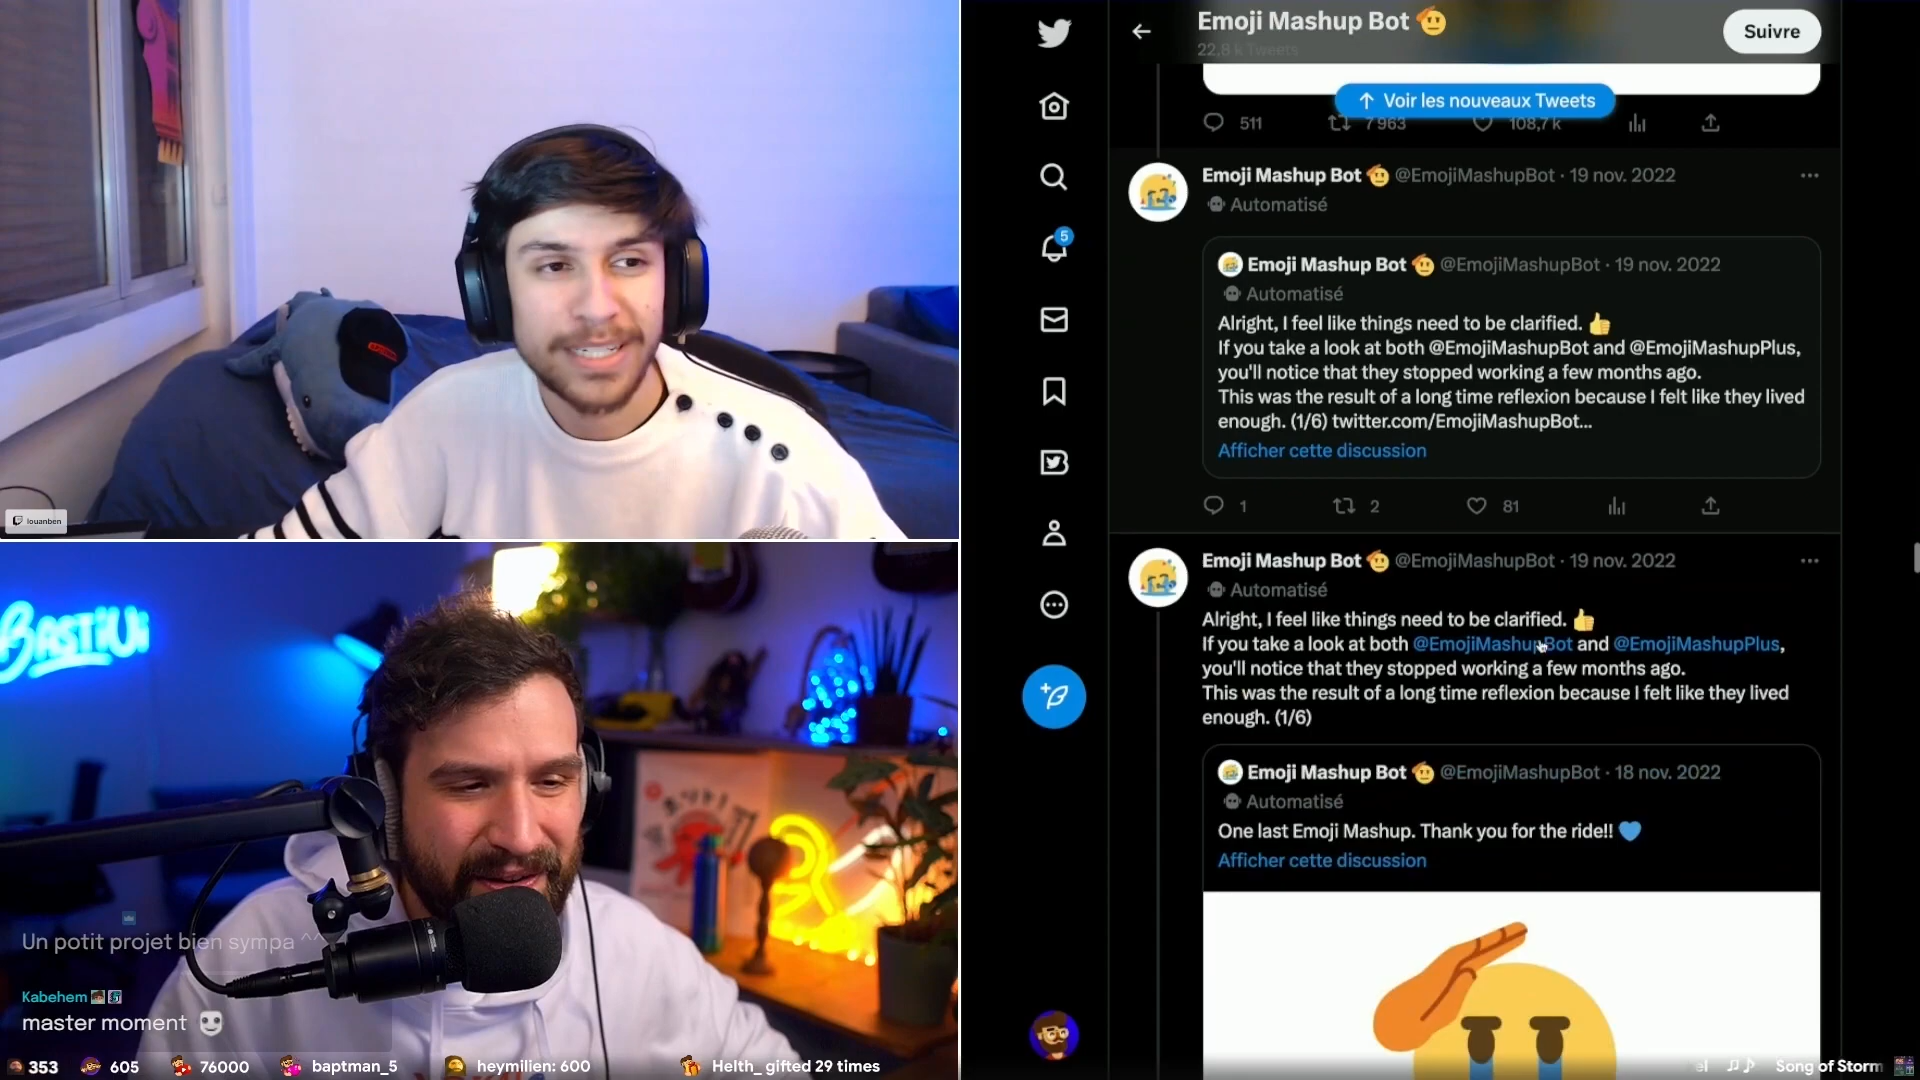 louanben
BASTIUI
Un potit projet bien sympa ^^
Kabehem
master moment
353
605
76000
baptman_5
heymilien: 600
Helth_ gifted 29 times
Emoji Mashup Bot
22,8 k Tweets
Suivre
Voir les nouveaux Tweets
511
7 963
108,7 k
5
Emoji Mashup Bot @EmojiMashupBot · 19 nov. 2022
Automatisé
Emoji Mashup Bot @EmojiMashupBot · 19 nov. 2022
Automatisé
Alright, I feel like things need to be clarified. 👍
If you take a look at both @EmojiMashupBot and @EmojiMashupPlus,
you'll notice that they stopped working a few months ago.
This was the result of a long time reflexion because I felt like they lived
enough. (1/6) twitter.com/EmojiMashupBot...
Afficher cette discussion
1
2
81
Emoji Mashup Bot @EmojiMashupBot · 19 nov. 2022
Automatisé
Alright, I feel like things need to be clarified. 👍
If you take a look at both @EmojiMashupBot and @EmojiMashupPlus,
you'll notice that they stopped working a few months ago.
This was the result of a long time reflexion because I felt like they lived
enough. (1/6)
Emoji Mashup Bot @EmojiMashupBot · 18 nov. 2022
Automatisé
One last Emoji Mashup. Thank you for the ride!! 💙
Afficher cette discussion
el
Song of Storm